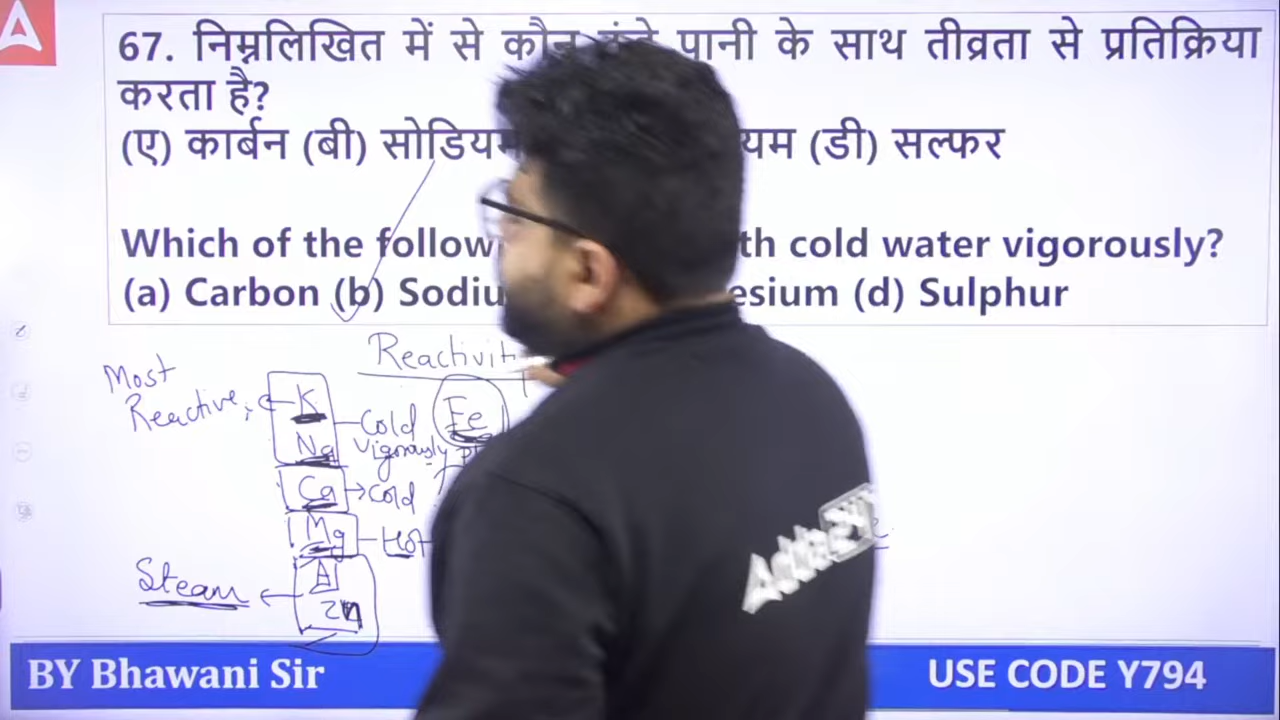 67. निम्नलिखित में से कौन पानी के साथ तीव्रता से प्रतिक्रिया
करता है?
(ए) कार्बन (बी) सोडियम यम (डी) सल्फर
Which of the follow th cold water vigorously?
(a) Carbon (b) Sodiu esium (d) Sulphur
Reactivit
Most
Reactive
K
Cold
Fe
Na
Vigorously
Ca
Cold
Mg
Hot
Steam
Al
Zn
Adda247
BY Bhawani Sir
USE CODE Y794